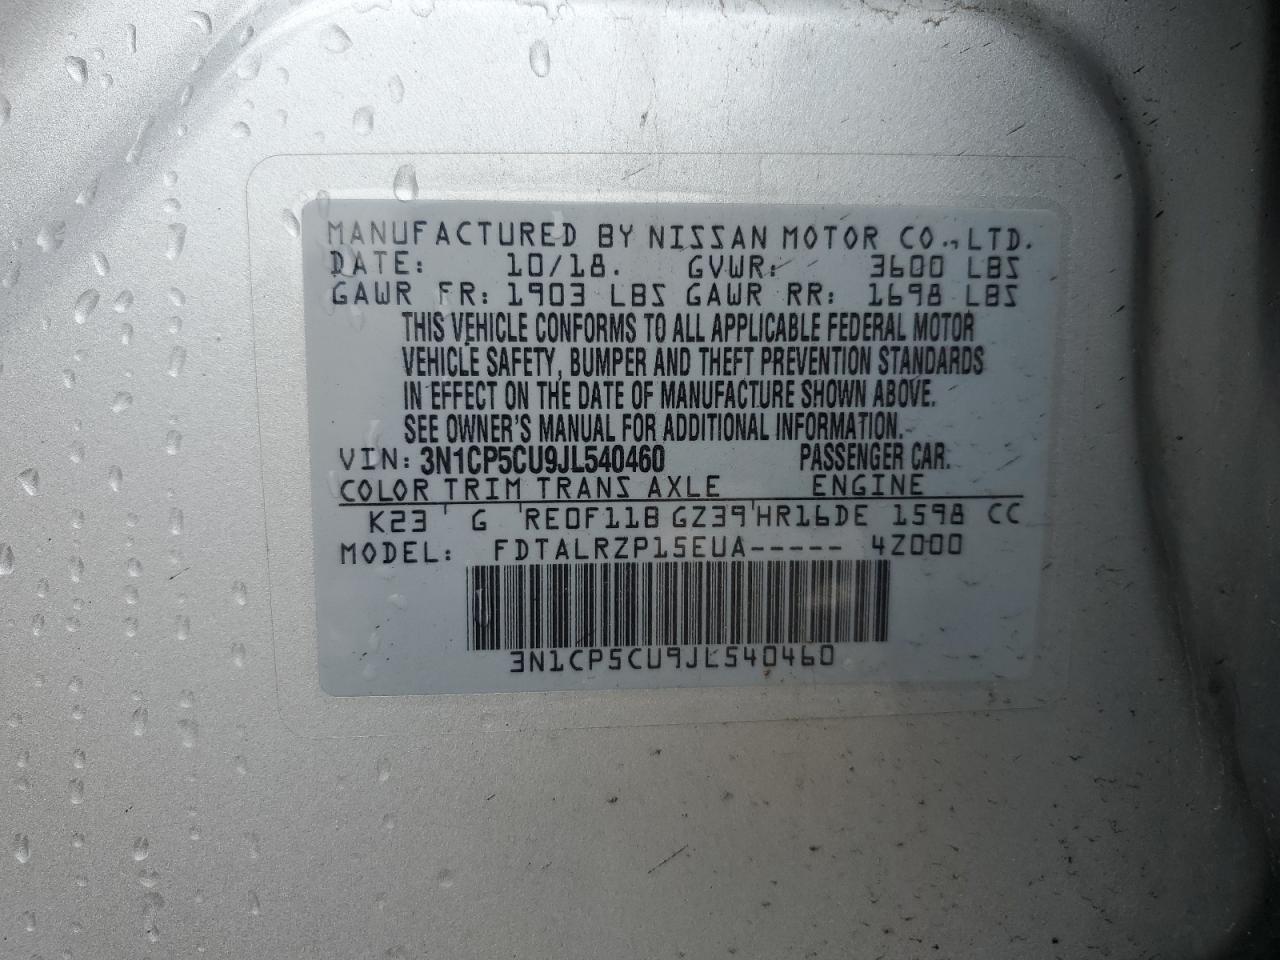 MANUFACTURED BY NISSAN MOTOR CO.,LTD.
DATE: 10/18. GVWR: 3600 LBS
GAWR FR: 1903 LBS GAWR RR: 1698 LBS
THIS VEHICLE CONFORMS TO ALL APPLICABLE FEDERAL MOTOR
VEHICLE SAFETY, BUMPER AND THEFT PREVENTION STANDARDS
IN EFFECT ON THE DATE OF MANUFACTURE SHOWN ABOVE.
SEE OWNER'S MANUAL FOR ADDITIONAL INFORMATION.
VIN: 3N1CP5CU9JL540460 PASSENGER CAR.
COLOR TRIM TRANS AXLE ENGINE
K23 G RE0F11B GZ39 HR16DE 1598 CC
MODEL: FDTALRZP15EUA----- 4Z000
3N1CP5CU9JL540460